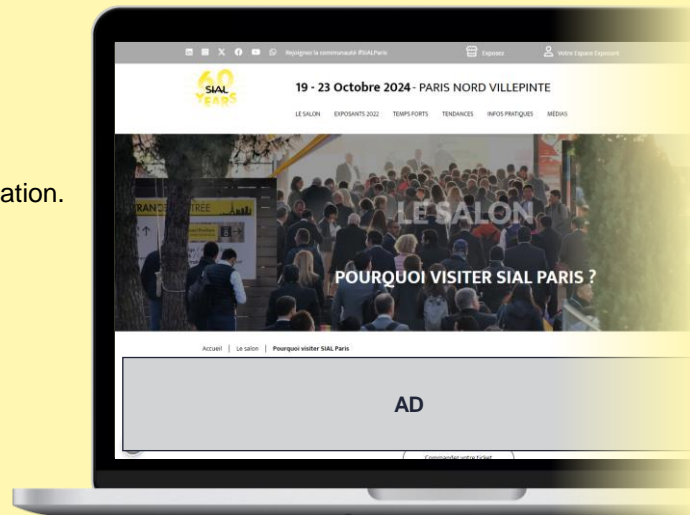 Rejoignez la communauté #SIALParis
Exposez
Votre Espace Exposant
60
SIAL
YEARS
19 - 23 Octobre 2024 - PARIS NORD VILLEPINTE
LE SALON EXPOSANTS 2022 TEMPS FORTS TENDANCES INFOS PRATIQUES MÉDIAS
ation.
LE SALON
POURQUOI VISITER SIAL PARIS ?
Accueil | Le salon | Pourquoi visiter SIAL Paris
AD
Commander votre ticket